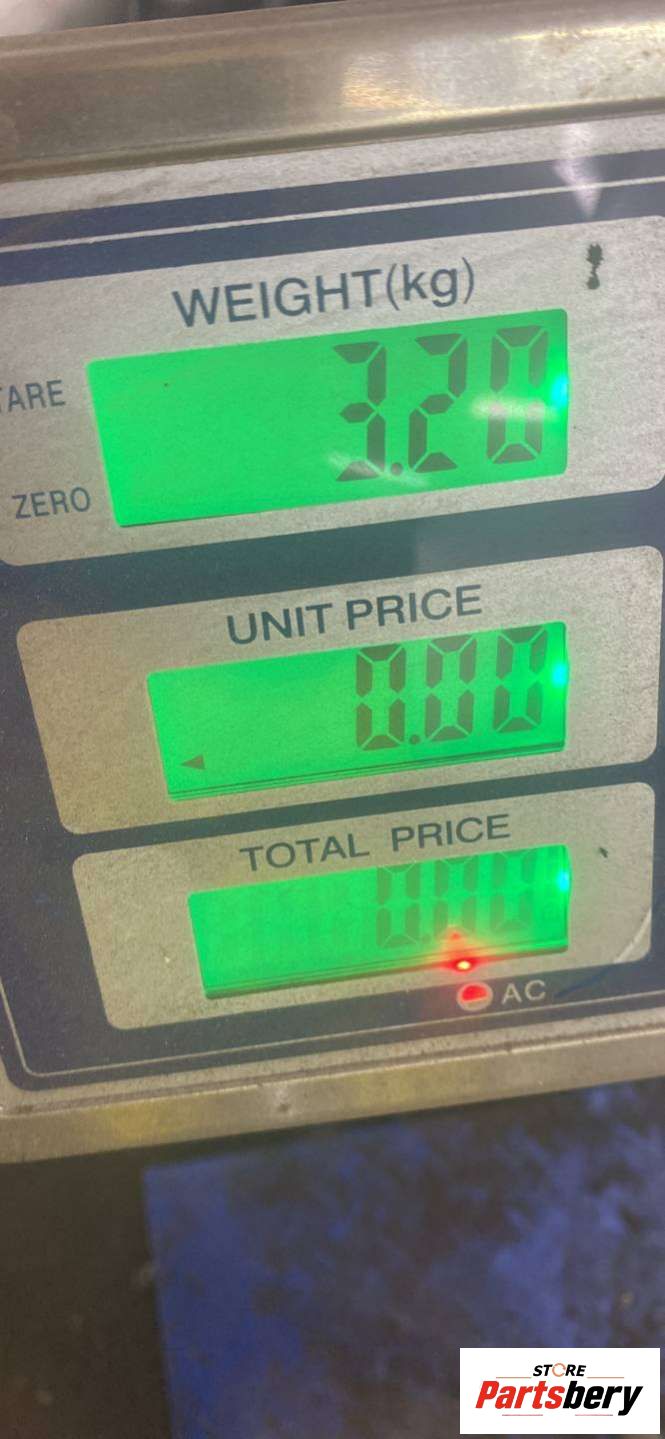 WEIGHT(kg)
TARE
3.20
ZERO
UNIT PRICE
0.00
TOTAL PRICE
0.00
AC
STORE
Partsbery